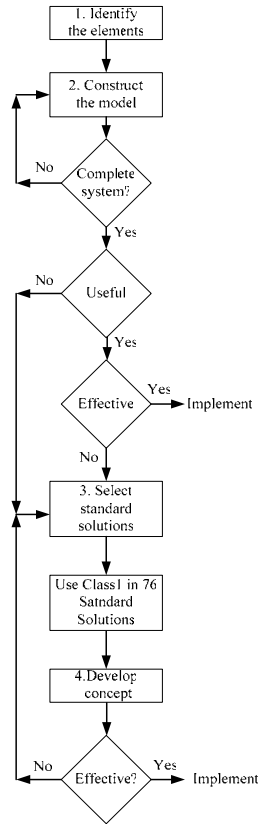 1. Identify
the elements
2. Construct
the model
No
Complete
system?
Yes
No
Useful
Yes
Effective
Yes
Implement
No
3. Select
standard
solutions
Use Class1 in 76
Satndard
Solutions
4.Develop
concept
No
Effective?
Yes
Implement